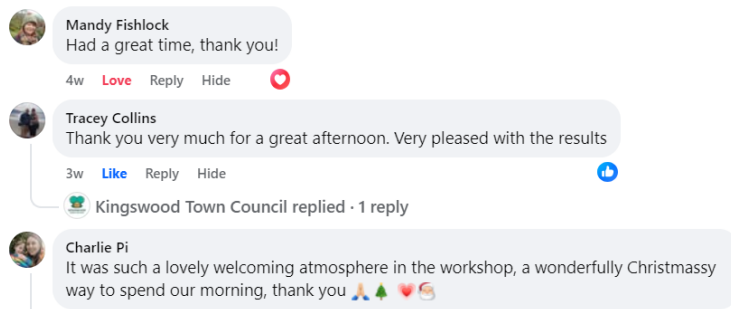 Mandy Fishlock
Had a great time, thank you!
4w Love Reply Hide
Tracey Collins
Thank you very much for a great afternoon. Very pleased with the results
3w Like Reply Hide
Kingswood Town Council replied · 1 reply
Charlie Pi
It was such a lovely welcoming atmosphere in the workshop, a wonderfully Christmassy
way to spend our morning, thank you 🙏🏼🎄 ❤️🎅🏼